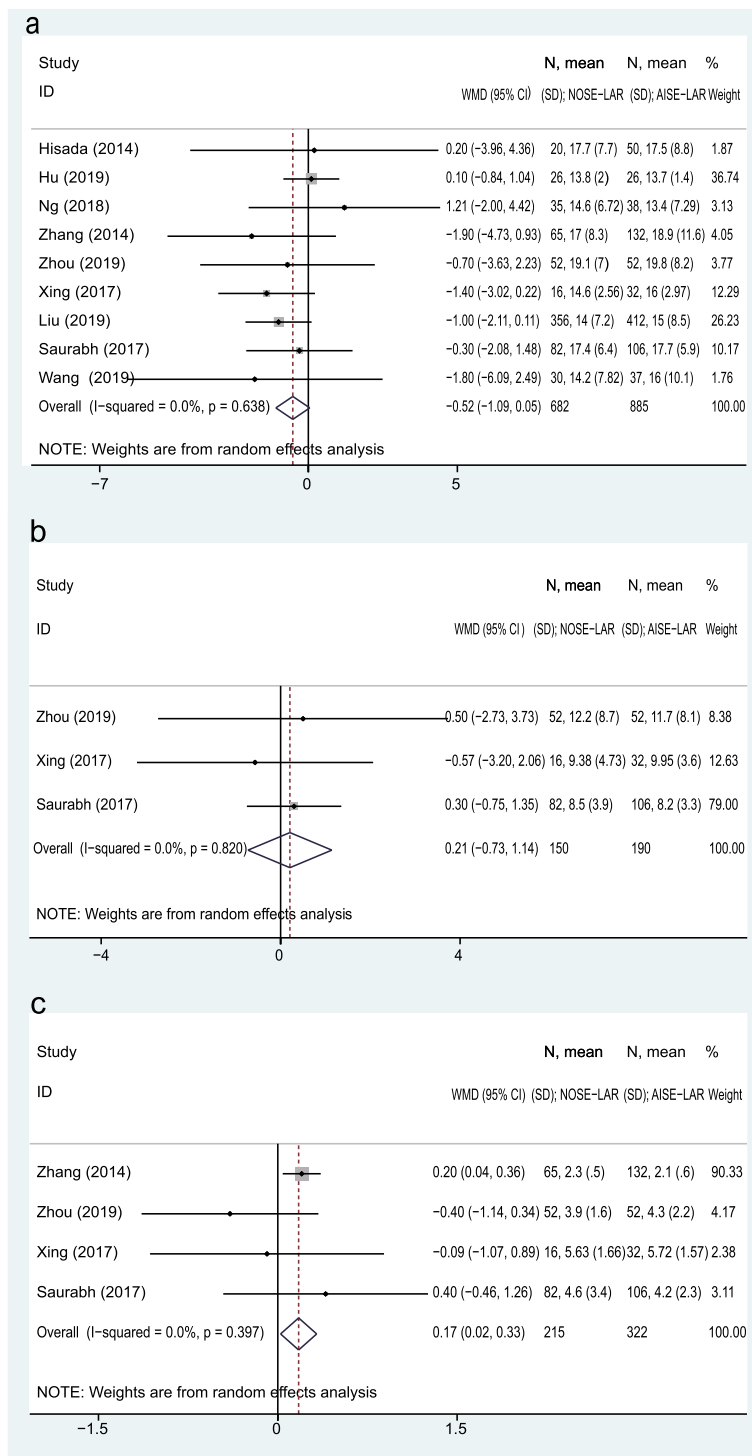 a
Study N, mean N, mean %
ID WMD (95% CI) (SD); NOSE−LAR (SD); AISE−LAR Weight
Hisada (2014) 0.20 (−3.96, 4.36) 20, 17.7 (7.7) 50, 17.5 (8.8) 1.87
Hu (2019) 0.10 (−0.84, 1.04) 26, 13.8 (2) 26, 13.7 (1.4) 36.74
Ng (2018) 1.21 (−2.00, 4.42) 35, 14.6 (6.72) 38, 13.4 (7.29) 3.13
Zhang (2014) −1.90 (−4.73, 0.93) 65, 17 (8.3) 132, 18.9 (11.6) 4.05
Zhou (2019) −0.70 (−3.63, 2.23) 52, 19.1 (7) 52, 19.8 (8.2) 3.77
Xing (2017) −1.40 (−3.02, 0.22) 16, 14.6 (2.56) 32, 16 (2.97) 12.29
Liu (2019) −1.00 (−2.11, 0.11) 356, 14 (7.2) 412, 15 (8.5) 26.23
Saurabh (2017) −0.30 (−2.08, 1.48) 82, 17.4 (6.4) 106, 17.7 (5.9) 10.17
Wang (2019) −1.80 (−6.09, 2.49) 30, 14.2 (7.82) 37, 16 (10.1) 1.76
Overall (I−squared = 0.0%, p = 0.638) −0.52 (−1.09, 0.05) 682 885 100.00
NOTE: Weights are from random effects analysis
−7 0 5
b
Study N, mean N, mean %
ID WMD (95% CI) (SD); NOSE−LAR (SD); AISE−LAR Weight
Zhou (2019) 0.50 (−2.73, 3.73) 52, 12.2 (8.7) 52, 11.7 (8.1) 8.38
Xing (2017) −0.57 (−3.20, 2.06) 16, 9.38 (4.73) 32, 9.95 (3.6) 12.63
Saurabh (2017) 0.30 (−0.75, 1.35) 82, 8.5 (3.9) 106, 8.2 (3.3) 79.00
Overall (I−squared = 0.0%, p = 0.820) 0.21 (−0.73, 1.14) 150 190 100.00
NOTE: Weights are from random effects analysis
−4 0 4
c
Study N, mean N, mean %
ID WMD (95% CI) (SD); NOSE−LAR (SD); AISE−LAR Weight
Zhang (2014) 0.20 (0.04, 0.36) 65, 2.3 (.5) 132, 2.1 (.6) 90.33
Zhou (2019) −0.40 (−1.14, 0.34) 52, 3.9 (1.6) 52, 4.3 (2.2) 4.17
Xing (2017) −0.09 (−1.07, 0.89) 16, 5.63 (1.66) 32, 5.72 (1.57) 2.38
Saurabh (2017) 0.40 (−0.46, 1.26) 82, 4.6 (3.4) 106, 4.2 (2.3) 3.11
Overall (I−squared = 0.0%, p = 0.397) 0.17 (0.02, 0.33) 215 322 100.00
NOTE: Weights are from random effects analysis
−1.5 0 1.5